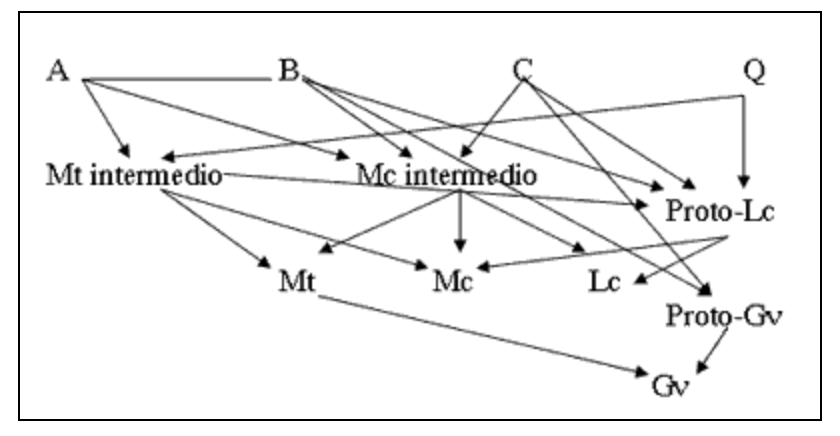 A B C Q
Mt intermedio Mc intermedio
Proto-Lc
Mt Mc Lc
Proto-Gv
Gv